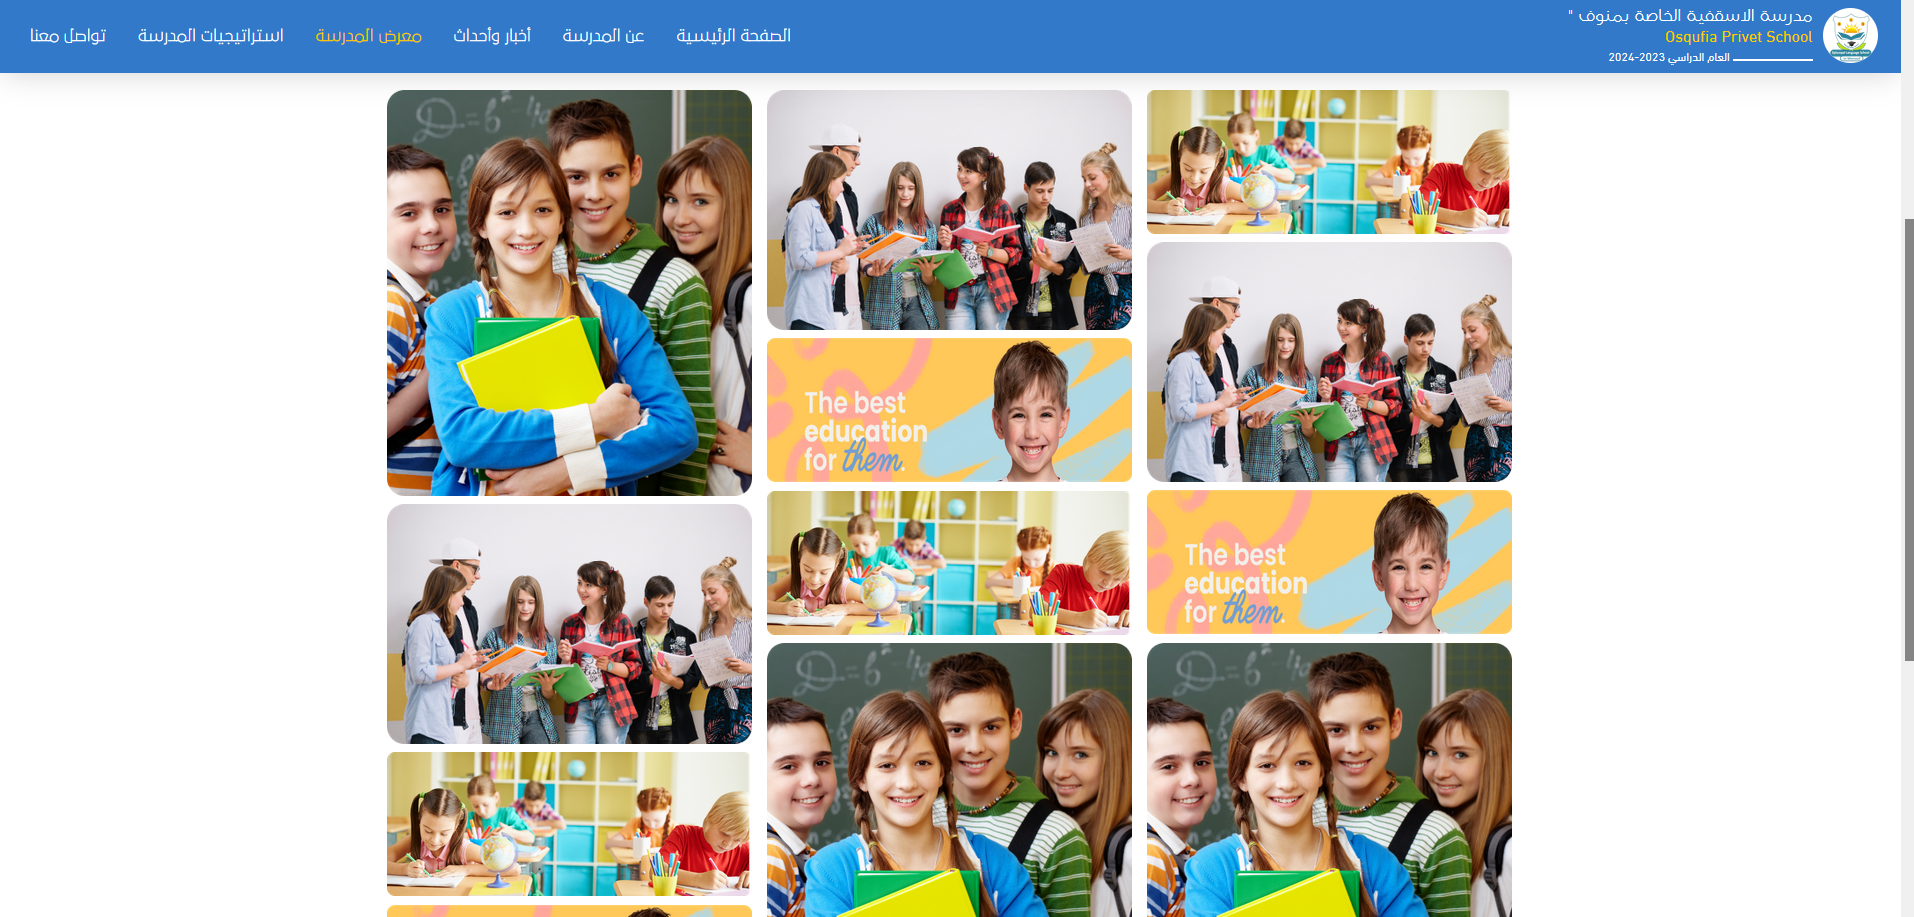 مدرسة الاسقفية الخاصة بمنوف "
Osqufia Privet School
العام الدراسي 2023-2024
الصفحة الرئيسية
عن المدرسة
أخبار وأحداث
معرض المدرسة
استراتيجيات المدرسة
تواصل معنا
The best
education
for them.
The best
education
for them.